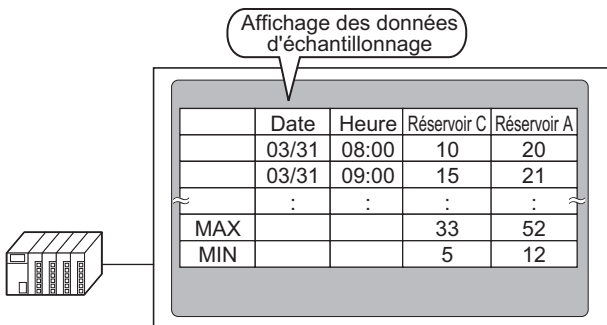 Affichage des données
d'échantillonnage
Date Heure Réservoir C Réservoir A
03/31 08:00 10 20
03/31 09:00 15 21
: : : :
MAX 33 52
MIN 5 12